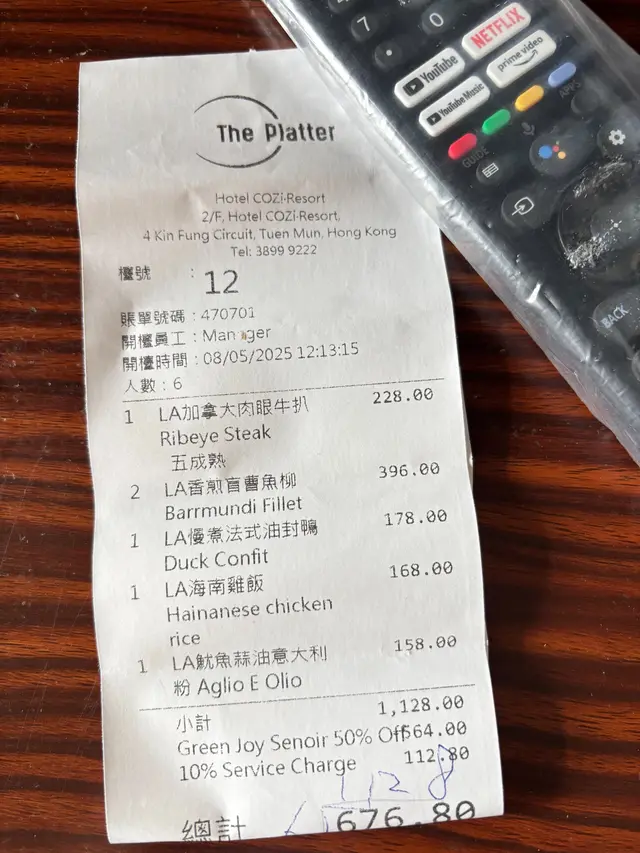 The Platter
Hotel COZi·Resort
2/F, Hotel COZi·Resort,
4 Kin Fung Circuit, Tuen Mun, Hong Kong
Tel: 3899 9222
檯號 : 12
賬單號碼 : 470701
開檯員工 : Manager
開檯時間 : 08/05/2025 12:13:15
人數 : 6
1 LA加拿大肉眼牛扒 228.00
Ribeye Steak
五成熟
2 LA香煎盲曹魚柳 396.00
Barrmundi Fillet
1 LA慢煮法式油封鴨 178.00
Duck Confit
1 LA海南雞飯 168.00
Hainanese chicken
rice
1 LA魷魚蒜油意大利 158.00
粉 Aglio E Olio
小計 1,128.00
Green Joy Senoir 50% Off 564.00
10% Service Charge 112.80
112.8
總計 676.80
7
0
YouTube
NETFLIX
YouTube Music
prime video
GUIDE
APPS
BACK